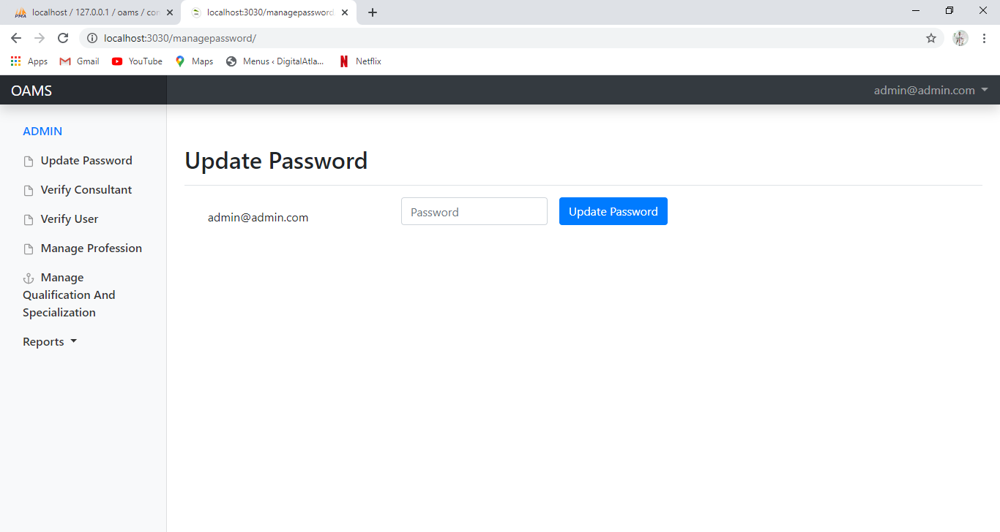 localhost / 127.0.0.1 / oams / con
localhost:3030/managepassword
localhost:3030/managepassword/
Apps Gmail YouTube Maps Menus ‹ DigitalAtla... Netflix
OAMS admin@admin.com
ADMIN
Update Password
Verify Consultant
Verify User
Manage Profession
Manage
Qualification And
Specialization
Reports
Update Password
admin@admin.com Password Update Password